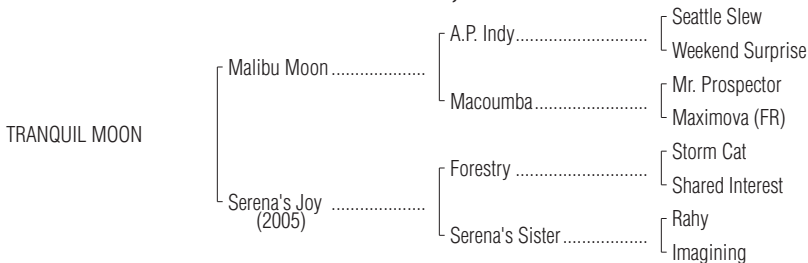 Seattle Slew
A.P. Indy
Weekend Surprise
Malibu Moon
Mr. Prospector
Macoumba
Maximova (FR)
TRANQUIL MOON
Storm Cat
Forestry
Shared Interest
Serena's Joy
(2005)
Rahy
Serena's Sister
Imagining